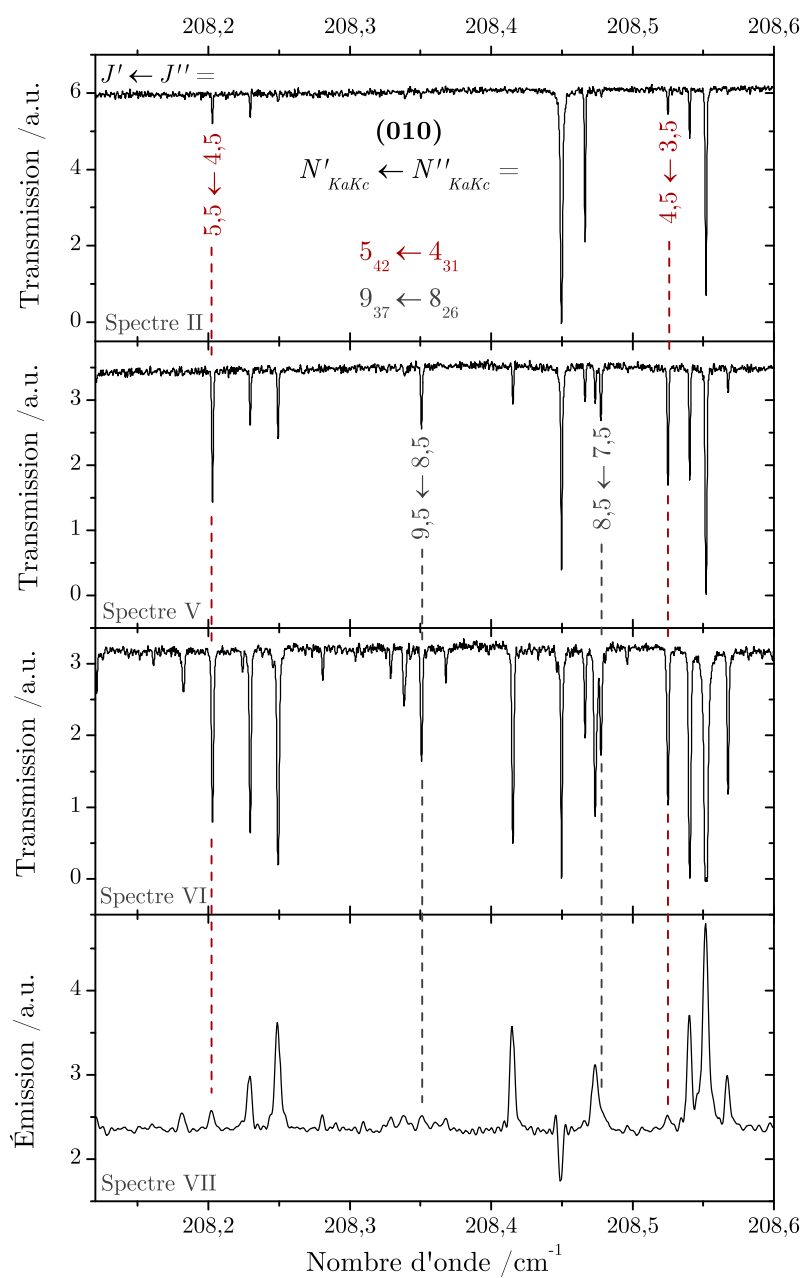 208,2 208,3 208,4 208,5 208,6
J' ← J'' =
(010)
N'KaKc ← N''KaKc =
5,5 ← 4,5
4,5 ← 3,5
5₄₂ ← 4₃₁
9₃₇ ← 8₂₆
6
4
2
0
Transmission /a.u.
Spectre II
3
2
1
0
Transmission /a.u.
9,5 ← 8,5
8,5 ← 7,5
Spectre V
3
2
1
0
Transmission /a.u.
Spectre VI
4
3
2
Émission /a.u.
Spectre VII
208,2 208,3 208,4 208,5 208,6
Nombre d'onde /cm⁻¹